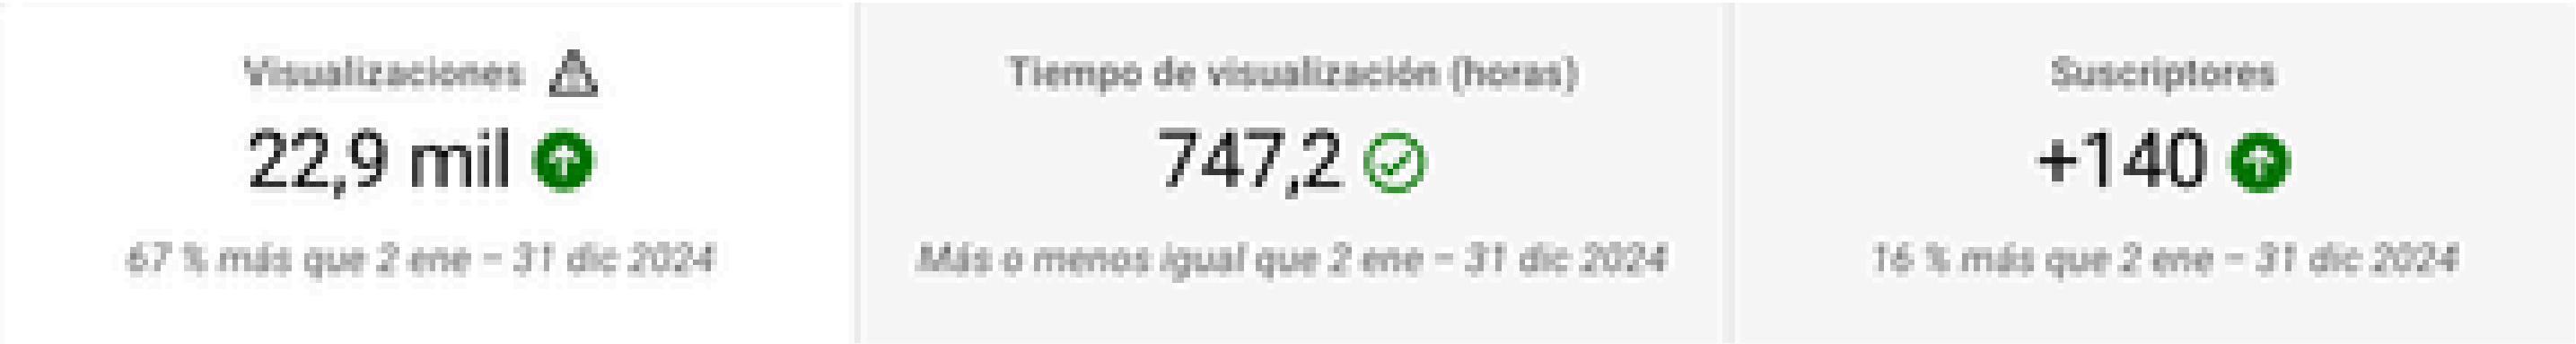 Visualizaciones
22,9 mil
67 % más que 2 ene – 31 dic 2024
Tiempo de visualización (horas)
747,2
Más o menos igual que 2 ene – 31 dic 2024
Suscriptores
+140
16 % más que 2 ene – 31 dic 2024